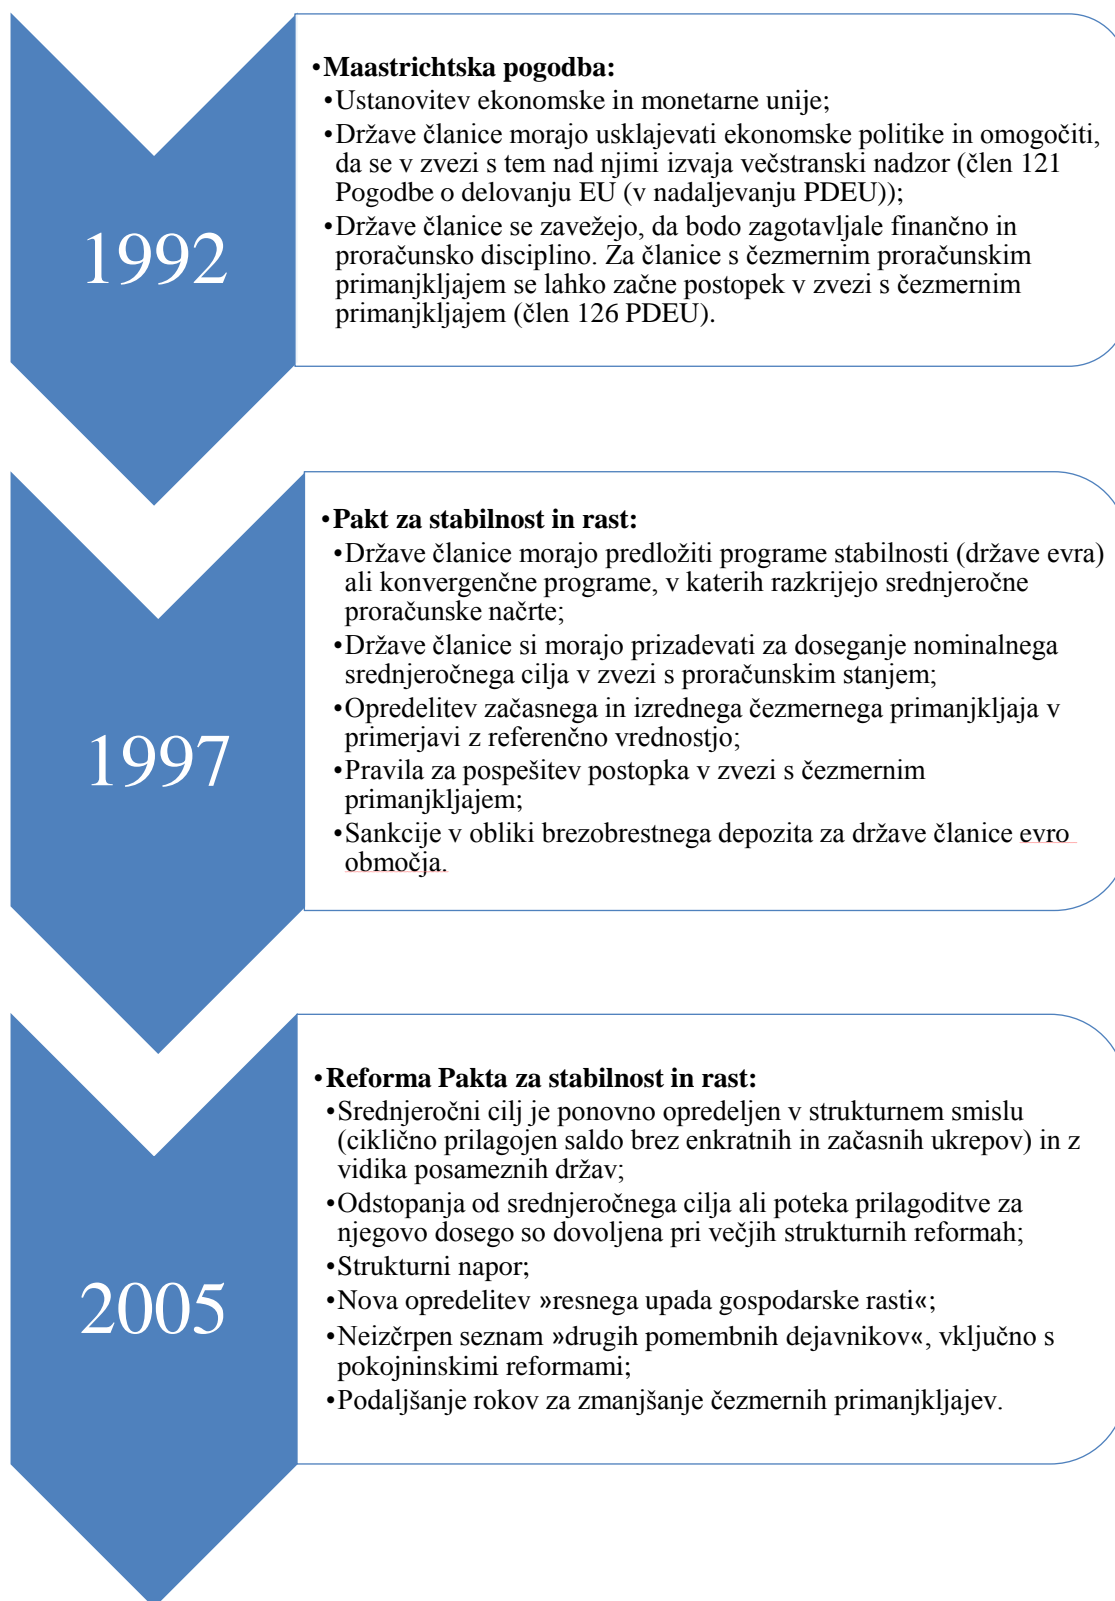 1992
•Maastrichtska pogodba:
•Ustanovitev ekonomske in monetarne unije;
•Države članice morajo usklajevati ekonomske politike in omogočiti,
da se v zvezi s tem nad njimi izvaja večstranski nadzor (člen 121
Pogodbe o delovanju EU (v nadaljevanju PDEU));
•Države članice se zavežejo, da bodo zagotavljale finančno in
proračunsko disciplino. Za članice s čezmernim proračunskim
primanjkljajem se lahko začne postopek v zvezi s čezmernim
primanjkljajem (člen 126 PDEU).
1997
•Pakt za stabilnost in rast:
•Države članice morajo predložiti programe stabilnosti (države evra)
ali konvergenčne programe, v katerih razkrijejo srednjeročne
proračunske načrte;
•Države članice si morajo prizadevati za doseganje nominalnega
srednjeročnega cilja v zvezi s proračunskim stanjem;
•Opredelitev začasnega in izrednega čezmernega primanjkljaja v
primerjavi z referenčno vrednostjo;
•Pravila za pospešitev postopka v zvezi s čezmernim
primanjkljajem;
•Sankcije v obliki brezobrestnega depozita za države članice evro
območja.
2005
•Reforma Pakta za stabilnost in rast:
•Srednjeročni cilj je ponovno opredeljen v strukturnem smislu
(ciklično prilagojen saldo brez enkratnih in začasnih ukrepov) in z
vidika posameznih držav;
•Odstopanja od srednjeročnega cilja ali poteka prilagoditve za
njegovo dosego so dovoljena pri večjih strukturnih reformah;
•Strukturni napor;
•Nova opredelitev »resnega upada gospodarske rasti«;
•Neizčrpen seznam »drugih pomembnih dejavnikov«, vključno s
pokojninskimi reformami;
•Podaljšanje rokov za zmanjšanje čezmernih primanjkljajev.